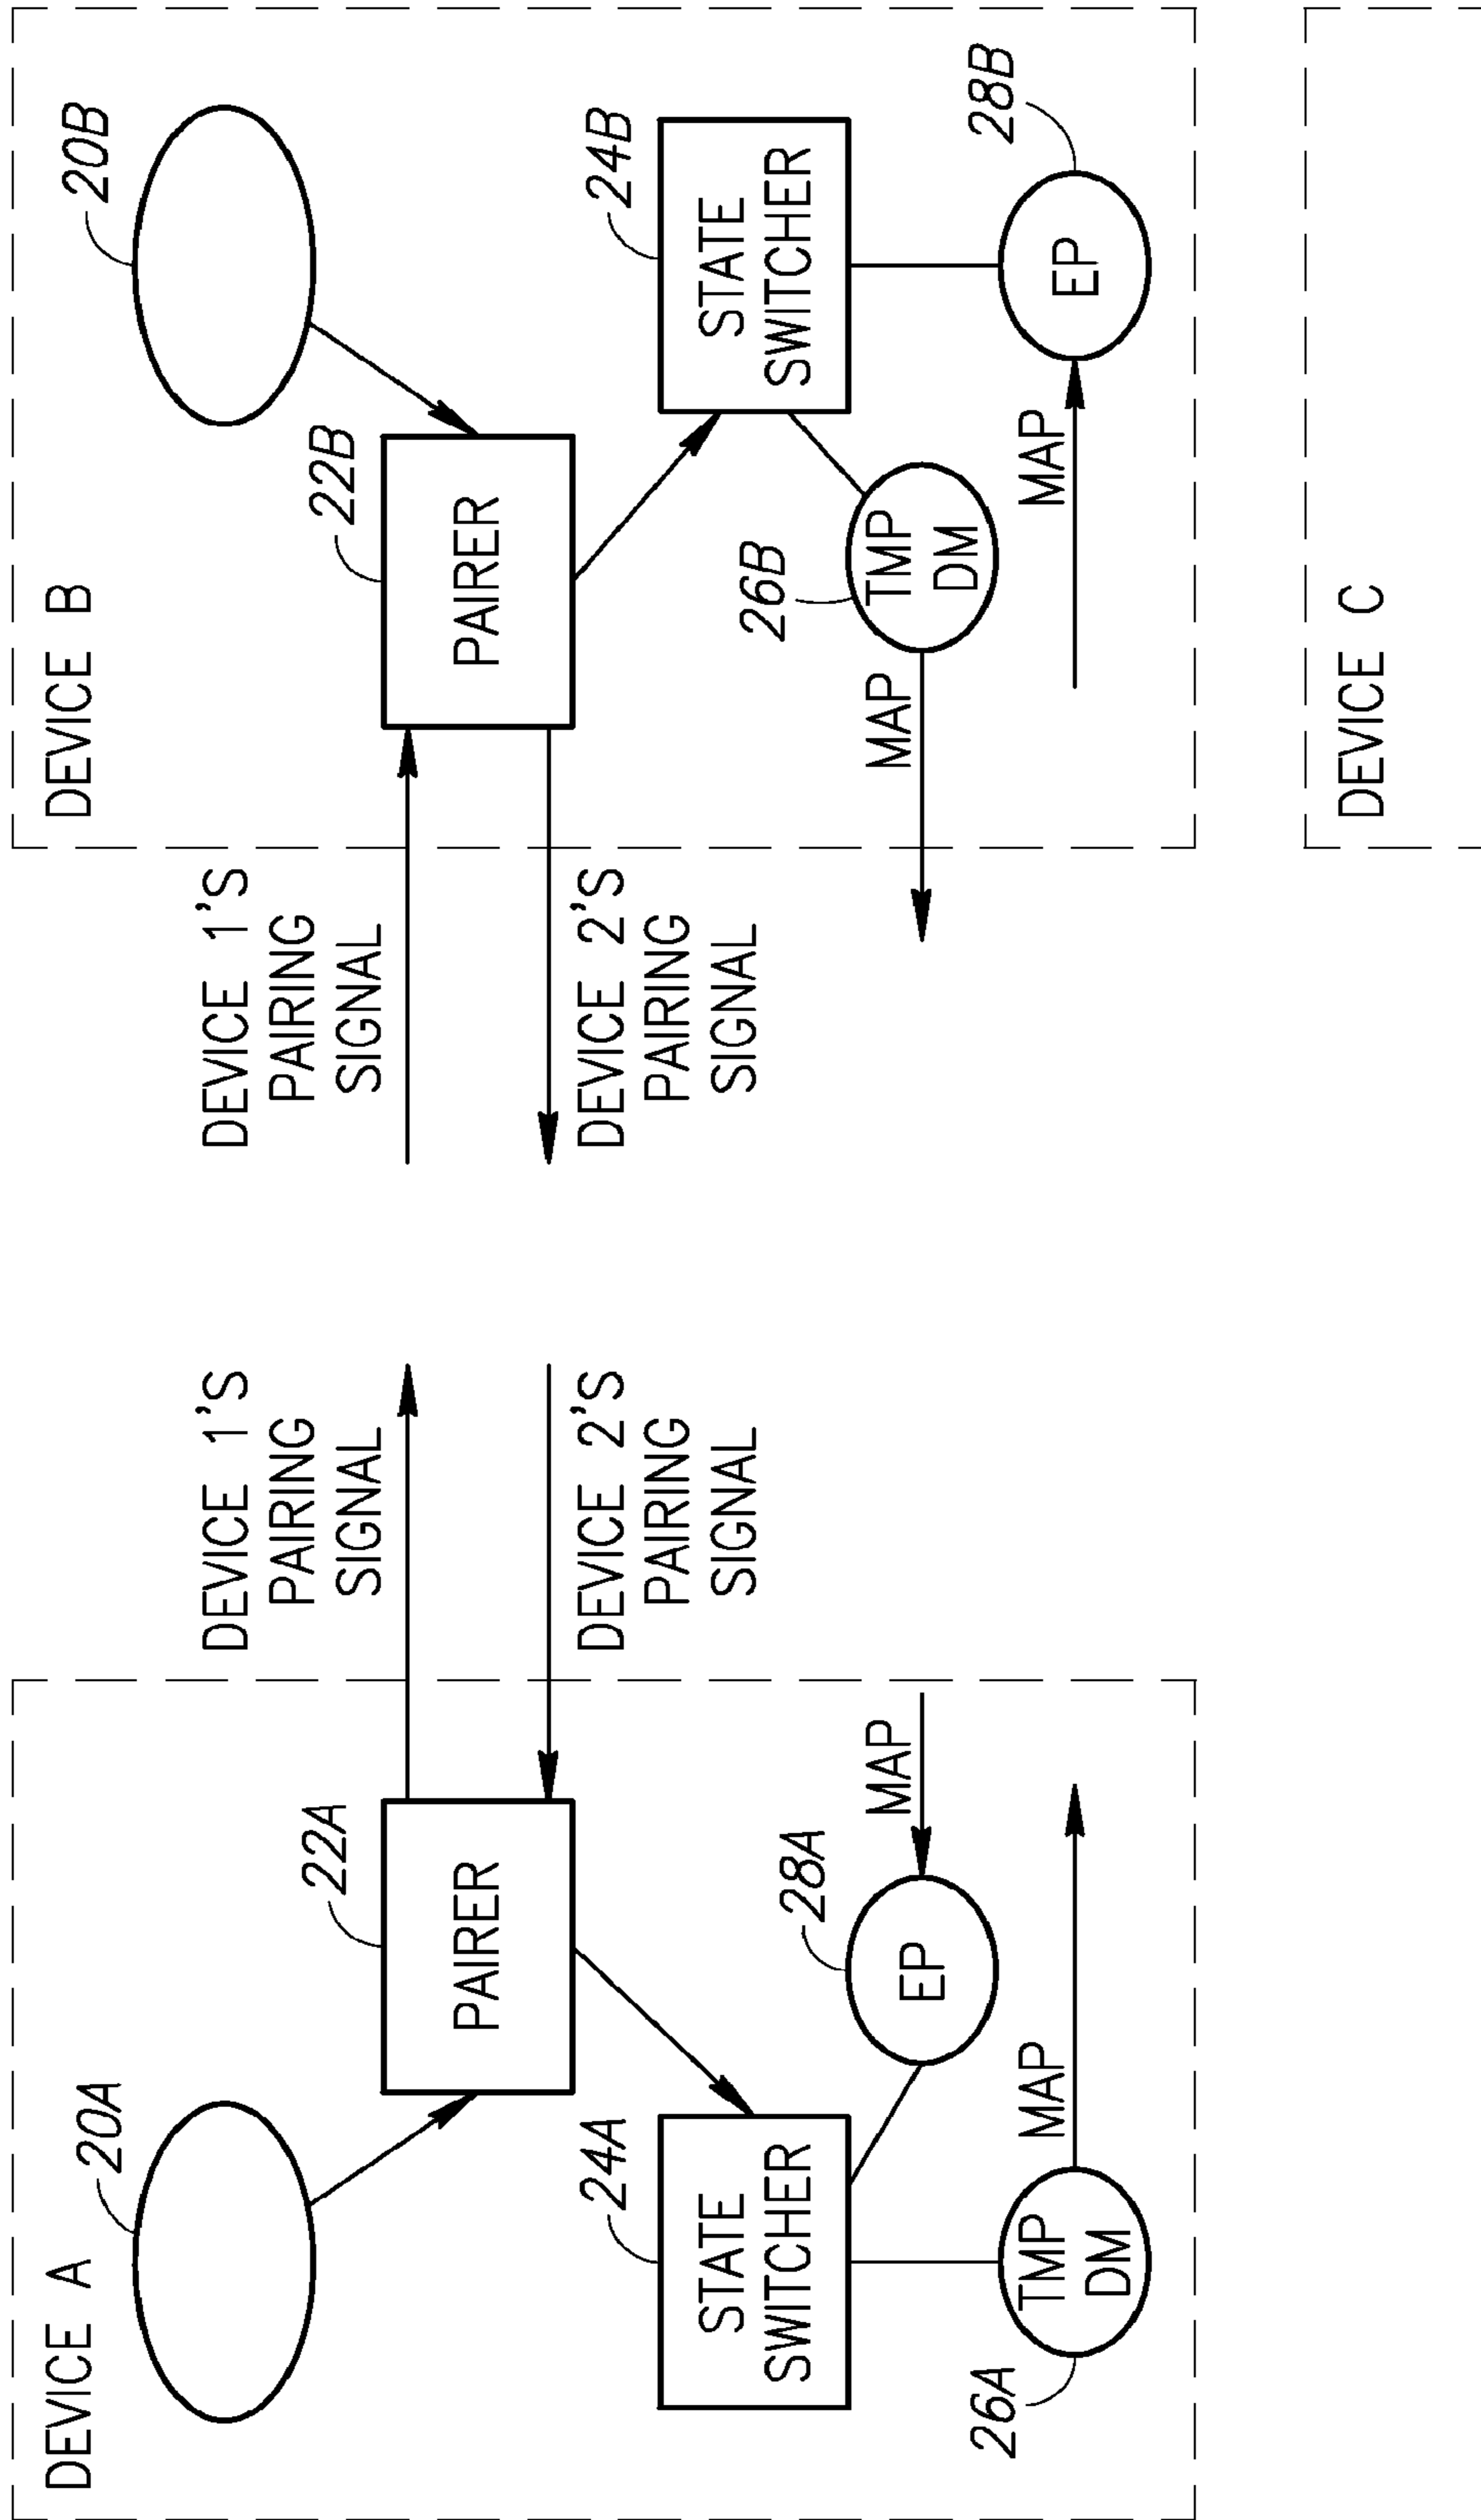 DEVICE A
20A
22A
PAIRER
DEVICE 1'S
PAIRING
SIGNAL
DEVICE 2'S
PAIRING
SIGNAL
24A
STATE
SWITCHER
28A
EP
MAP
26A
TMP
DM
MAP
DEVICE B
20B
22B
PAIRER
DEVICE 1'S
PAIRING
SIGNAL
DEVICE 2'S
PAIRING
SIGNAL
24B
STATE
SWITCHER
26B
TMP
DM
MAP
28B
EP
MAP
DEVICE C